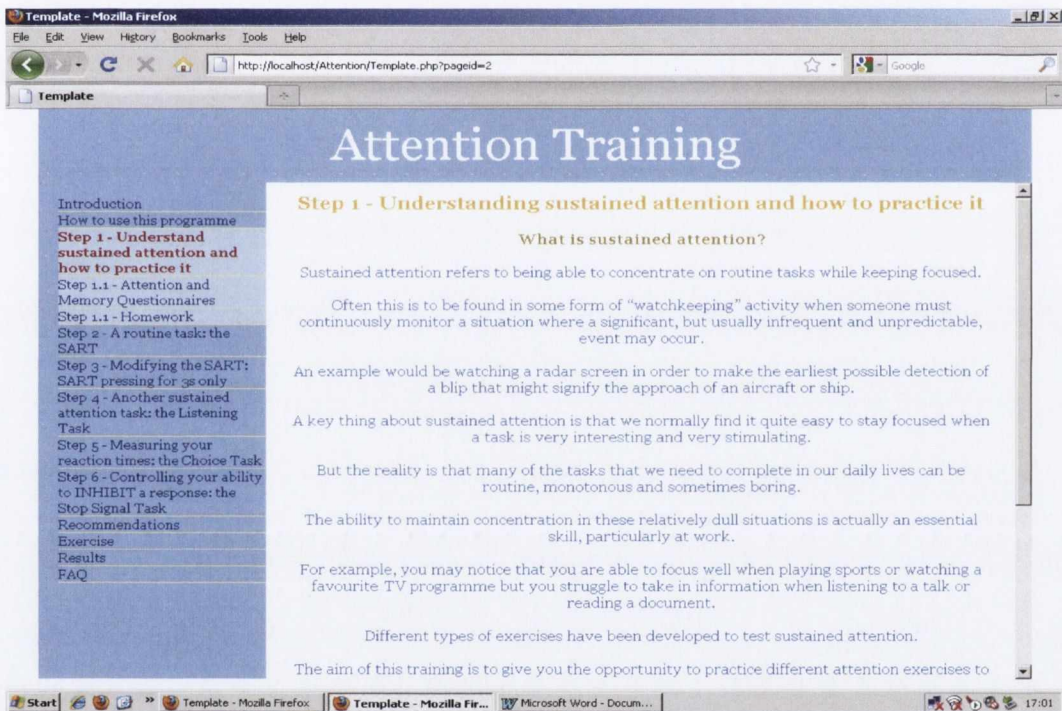 Template - Mozilla Firefox
File Edit View History Bookmarks Tools Help
http://localhost/Attention/Template.php?pageid=2
Google
Template
Attention Training
Introduction
How to use this programme
Step 1 - Understand
sustained attention and
how to practice it
Step 1.1 - Attention and
Memory Questionnaires
Step 1.1 - Homework
Step 2 - A routine task: the
SART
Step 3 - Modifying the SART:
SART pressing for 3s only
Step 4 - Another sustained
attention task: the Listening
Task
Step 5 - Measuring your
reaction times: the Choice Task
Step 6 - Controlling your ability
to INHIBIT a response: the
Stop Signal Task
Recommendations
Exercise
Results
FAQ
Step 1 - Understanding sustained attention and how to practice it
What is sustained attention?
Sustained attention refers to being able to concentrate on routine tasks while keeping focused.
Often this is to be found in some form of “watchkeeping” activity when someone must
continuously monitor a situation where a significant, but usually infrequent and unpredictable,
event may occur.
An example would be watching a radar screen in order to make the earliest possible detection of
a blip that might signify the approach of an aircraft or ship.
A key thing about sustained attention is that we normally find it quite easy to stay focused when
a task is very interesting and very stimulating.
But the reality is that many of the tasks that we need to complete in our daily lives can be
routine, monotonous and sometimes boring.
The ability to maintain concentration in these relatively dull situations is actually an essential
skill, particularly at work.
For example, you may notice that you are able to focus well when playing sports or watching a
favourite TV programme but you struggle to take in information when listening to a talk or
reading a document.
Different types of exercises have been developed to test sustained attention.
The aim of this training is to give you the opportunity to practice different attention exercises to
Start Template - Mozilla Firefox Template - Mozilla Fir... Microsoft Word - Docum... 17:01